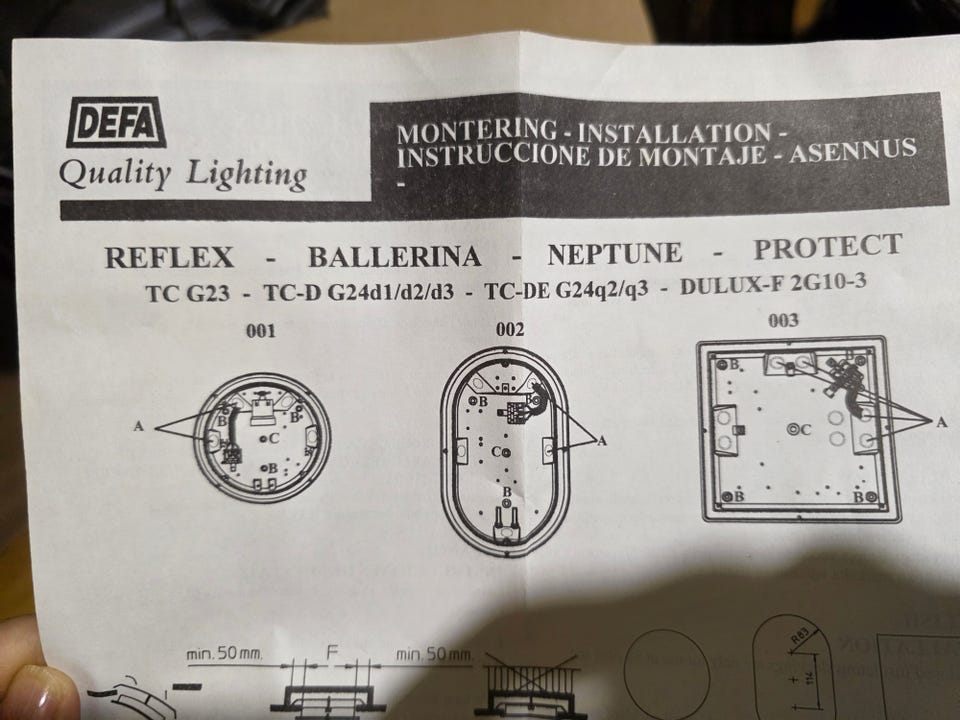 DEFA
Quality Lighting
MONTERING - INSTALLATION -
INSTRUCCIONE DE MONTAJE - ASENNUS
-
REFLEX - BALLERINA - NEPTUNE - PROTECT
TC G23 - TC-D G24d1/d2/d3 - TC-DE G24q2/q3 - DULUX-F 2G10-3
001 002 003
A B B C B
B B C B A
B B C B B A
min. 50 mm. F min. 50 mm.
R83
114